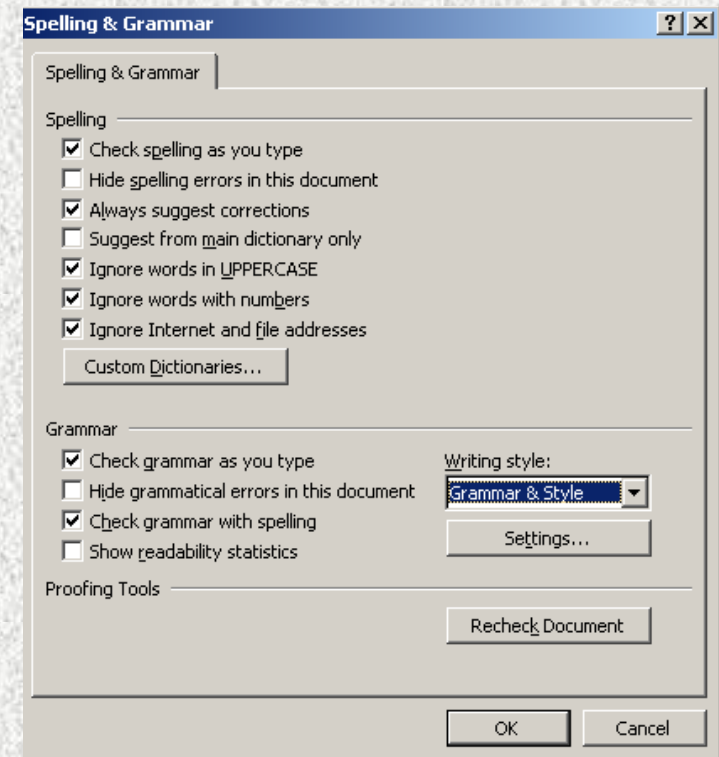 Spelling & Grammar
Spelling & Grammar
Spelling
Check spelling as you type
Hide spelling errors in this document
Always suggest corrections
Suggest from main dictionary only
Ignore words in UPPERCASE
Ignore words with numbers
Ignore Internet and file addresses
Custom Dictionaries...
Grammar
Check grammar as you type
Writing style:
Hide grammatical errors in this document
Grammar & Style
Check grammar with spelling
Settings...
Show readability statistics
Proofing Tools
Recheck Document
OK
Cancel